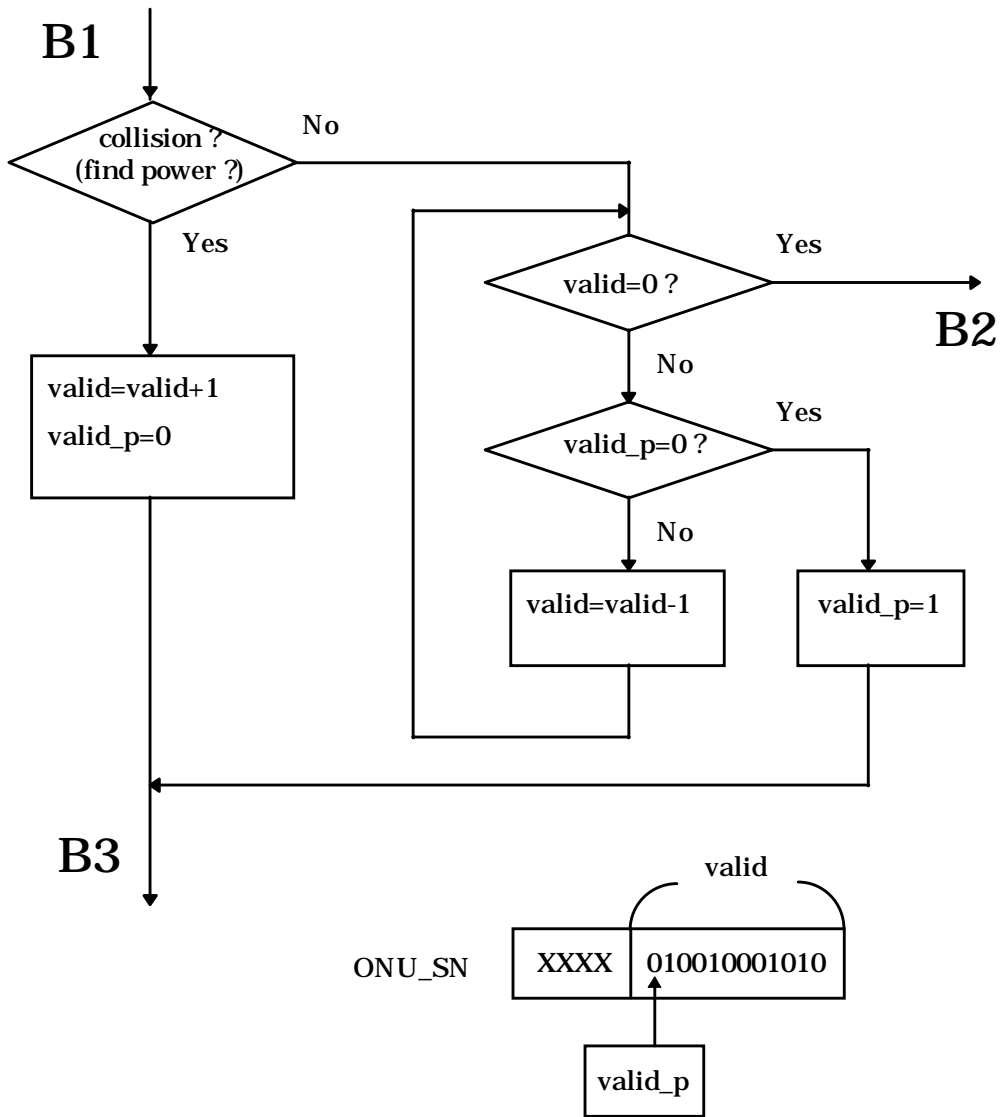 B1
collision ?
(find power ?)
No
Yes
valid=0 ?
Yes
B2
No
valid=valid+1
valid_p=0
valid_p=0 ?
Yes
No
valid=valid-1
valid_p=1
B3
valid
ONU_SN
XXXX
010010001010
valid_p